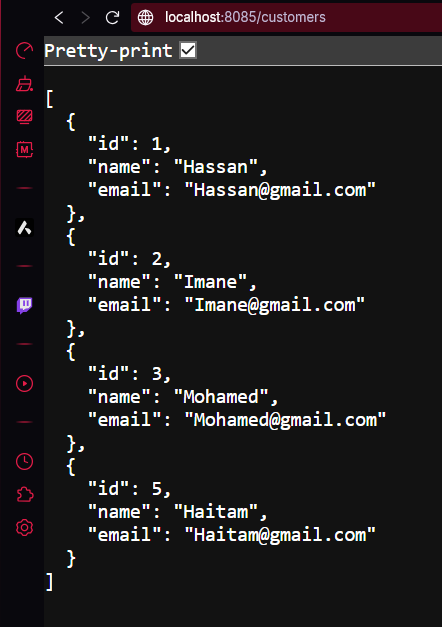 localhost:8085/customers
Pretty-print
[
  {
    "id": 1,
    "name": "Hassan",
    "email": "Hassan@gmail.com"
  },
  {
    "id": 2,
    "name": "Imane",
    "email": "Imane@gmail.com"
  },
  {
    "id": 3,
    "name": "Mohamed",
    "email": "Mohamed@gmail.com"
  },
  {
    "id": 5,
    "name": "Haitam",
    "email": "Haitam@gmail.com"
  }
]
M